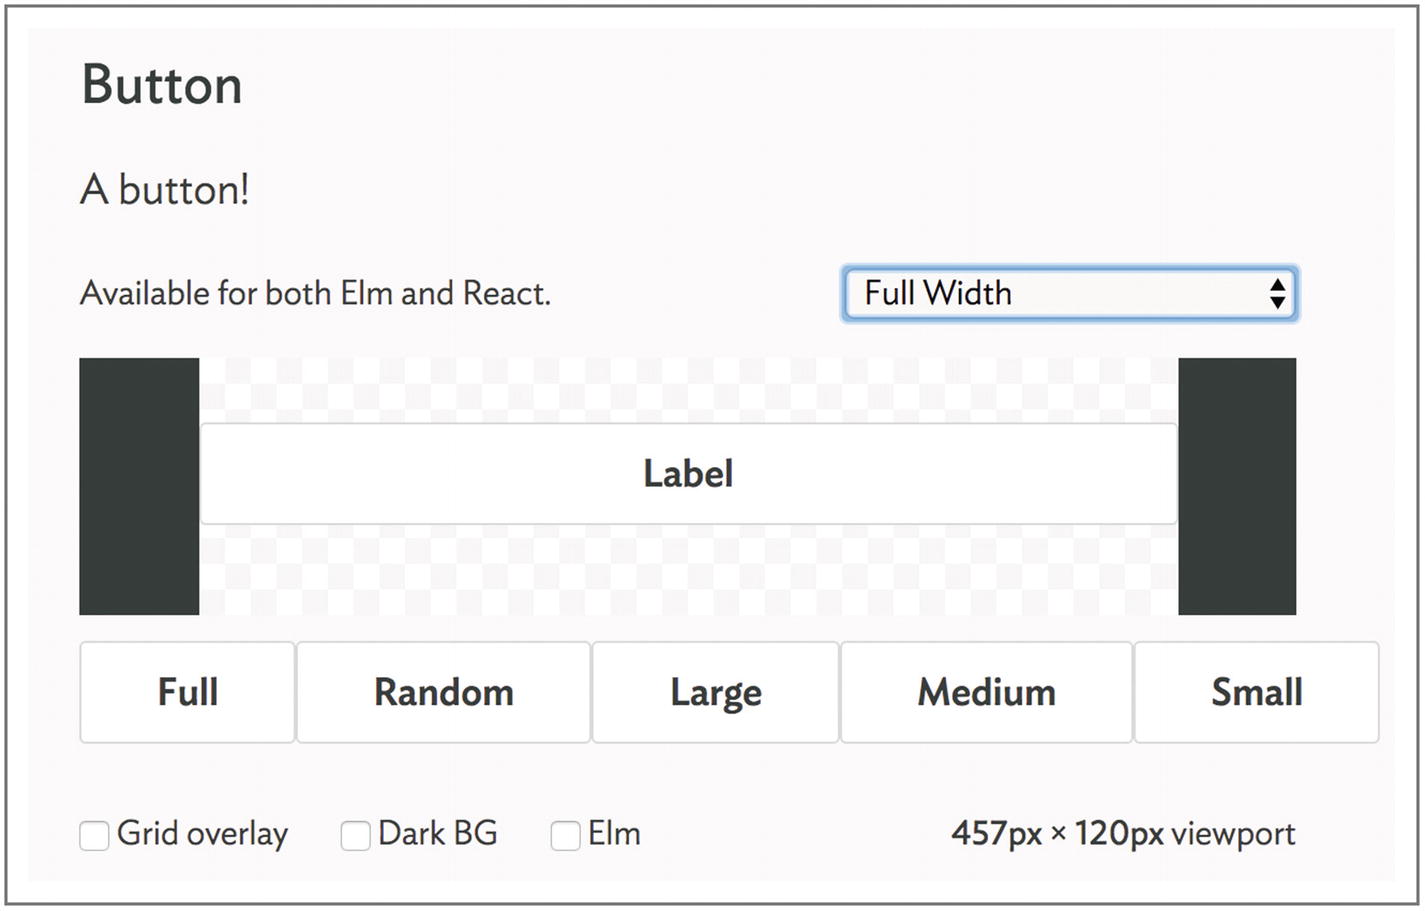 Button
A button!
Available for both Elm and React.
Full Width
Label
Full Random Large Medium Small
Grid overlay Dark BG Elm 457px × 120px viewport